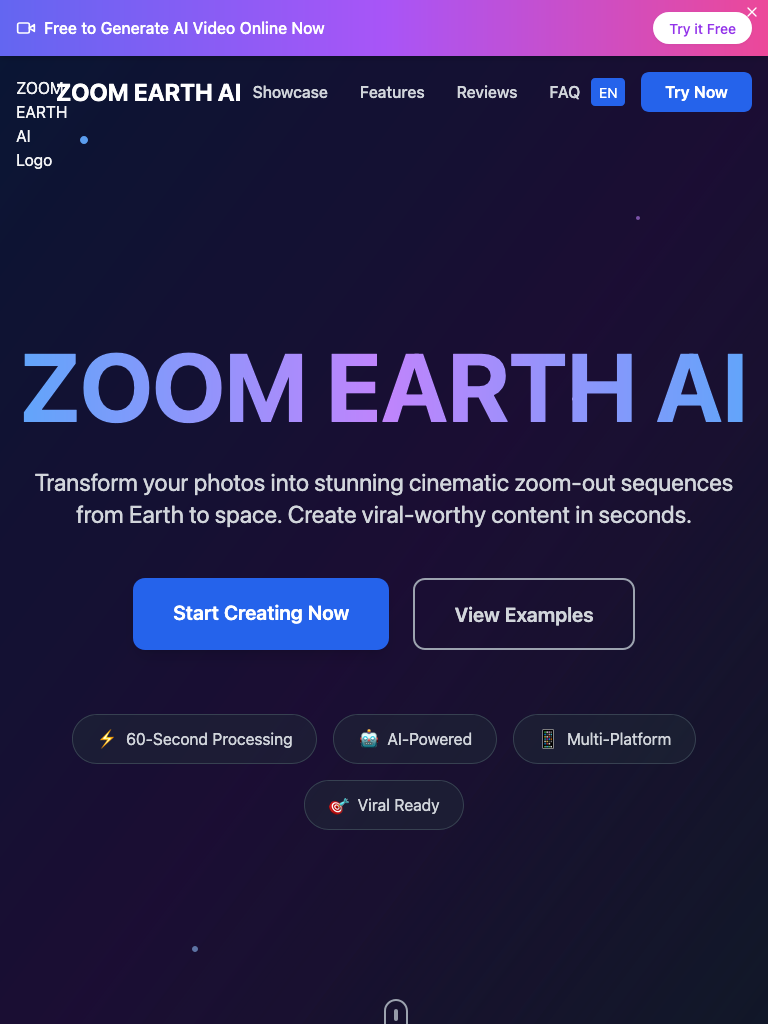 Free to Generate AI Video Online Now
Try it Free
ZOOM EARTH AI Logo
ZOOM EARTH AI
Showcase
Features
Reviews
FAQ
EN
Try Now
ZOOM EARTH AI
Transform your photos into stunning cinematic zoom-out sequences
from Earth to space. Create viral-worthy content in seconds.
Start Creating Now
View Examples
⚡ 60-Second Processing
🤖 AI-Powered
📱 Multi-Platform
🎯 Viral Ready